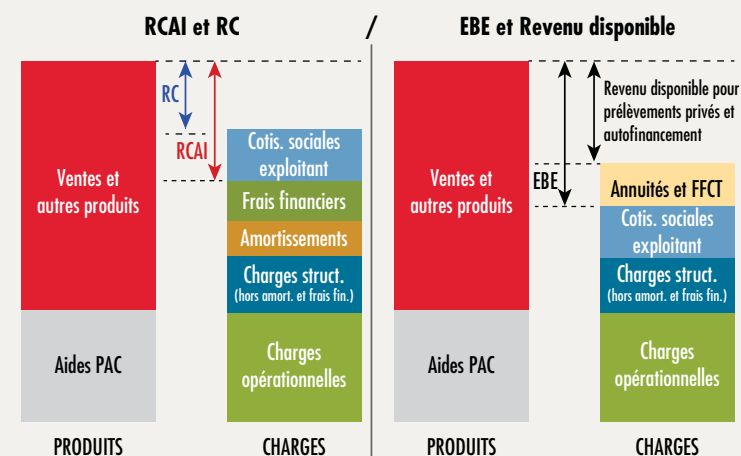 RCAI et RC
/
EBE et Revenu disponible
RC
RCAI
Ventes et
autres produits
Aides PAC
PRODUITS
Cotis. sociales
exploitant
Frais financiers
Amortissements
Charges struct.
(hors amort. et frais fin.)
Charges
opérationnelles
CHARGES
Ventes et
autres produits
Aides PAC
PRODUITS
EBE
Revenu disponible pour
prélèvements privés et
autofinancement
Annuités et FFCT
Cotis. sociales
exploitant
Charges struct.
(hors amort. et frais fin.)
Charges
opérationnelles
CHARGES